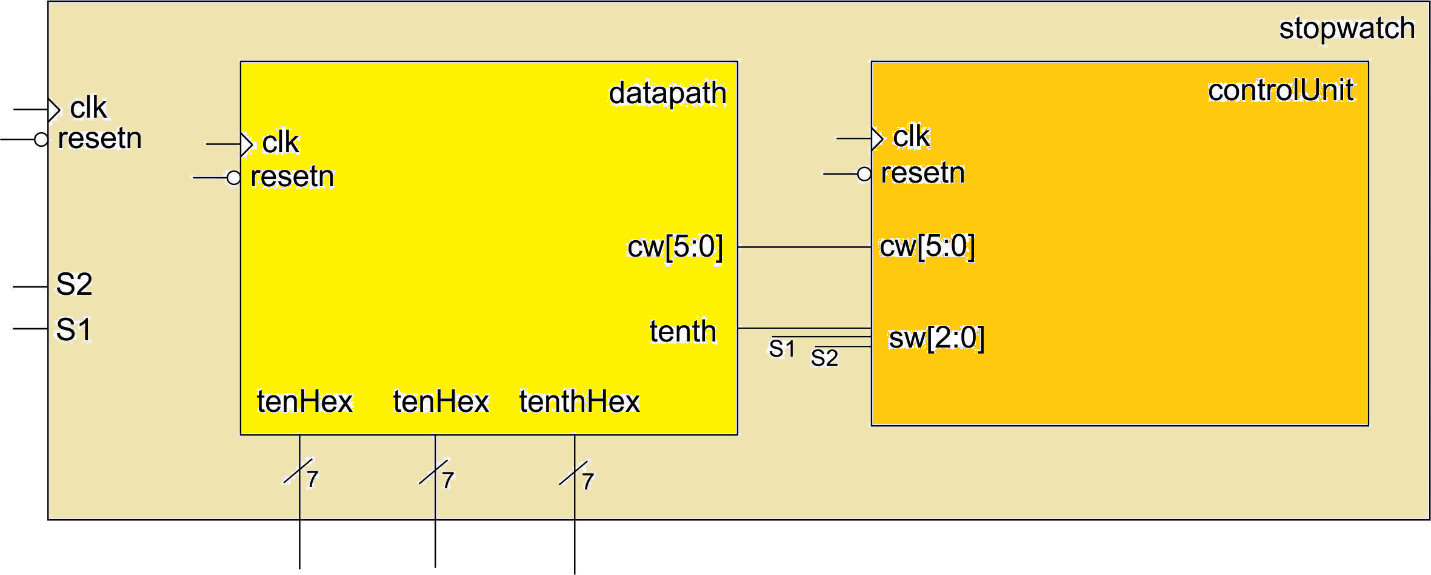 stopwatch
clk
resetn
S2
S1
datapath
clk
resetn
cw[5:0]
tenth
tenHex tenHex tenthHex
7 7 7
S1
S2
controlUnit
clk
resetn
cw[5:0]
sw[2:0]